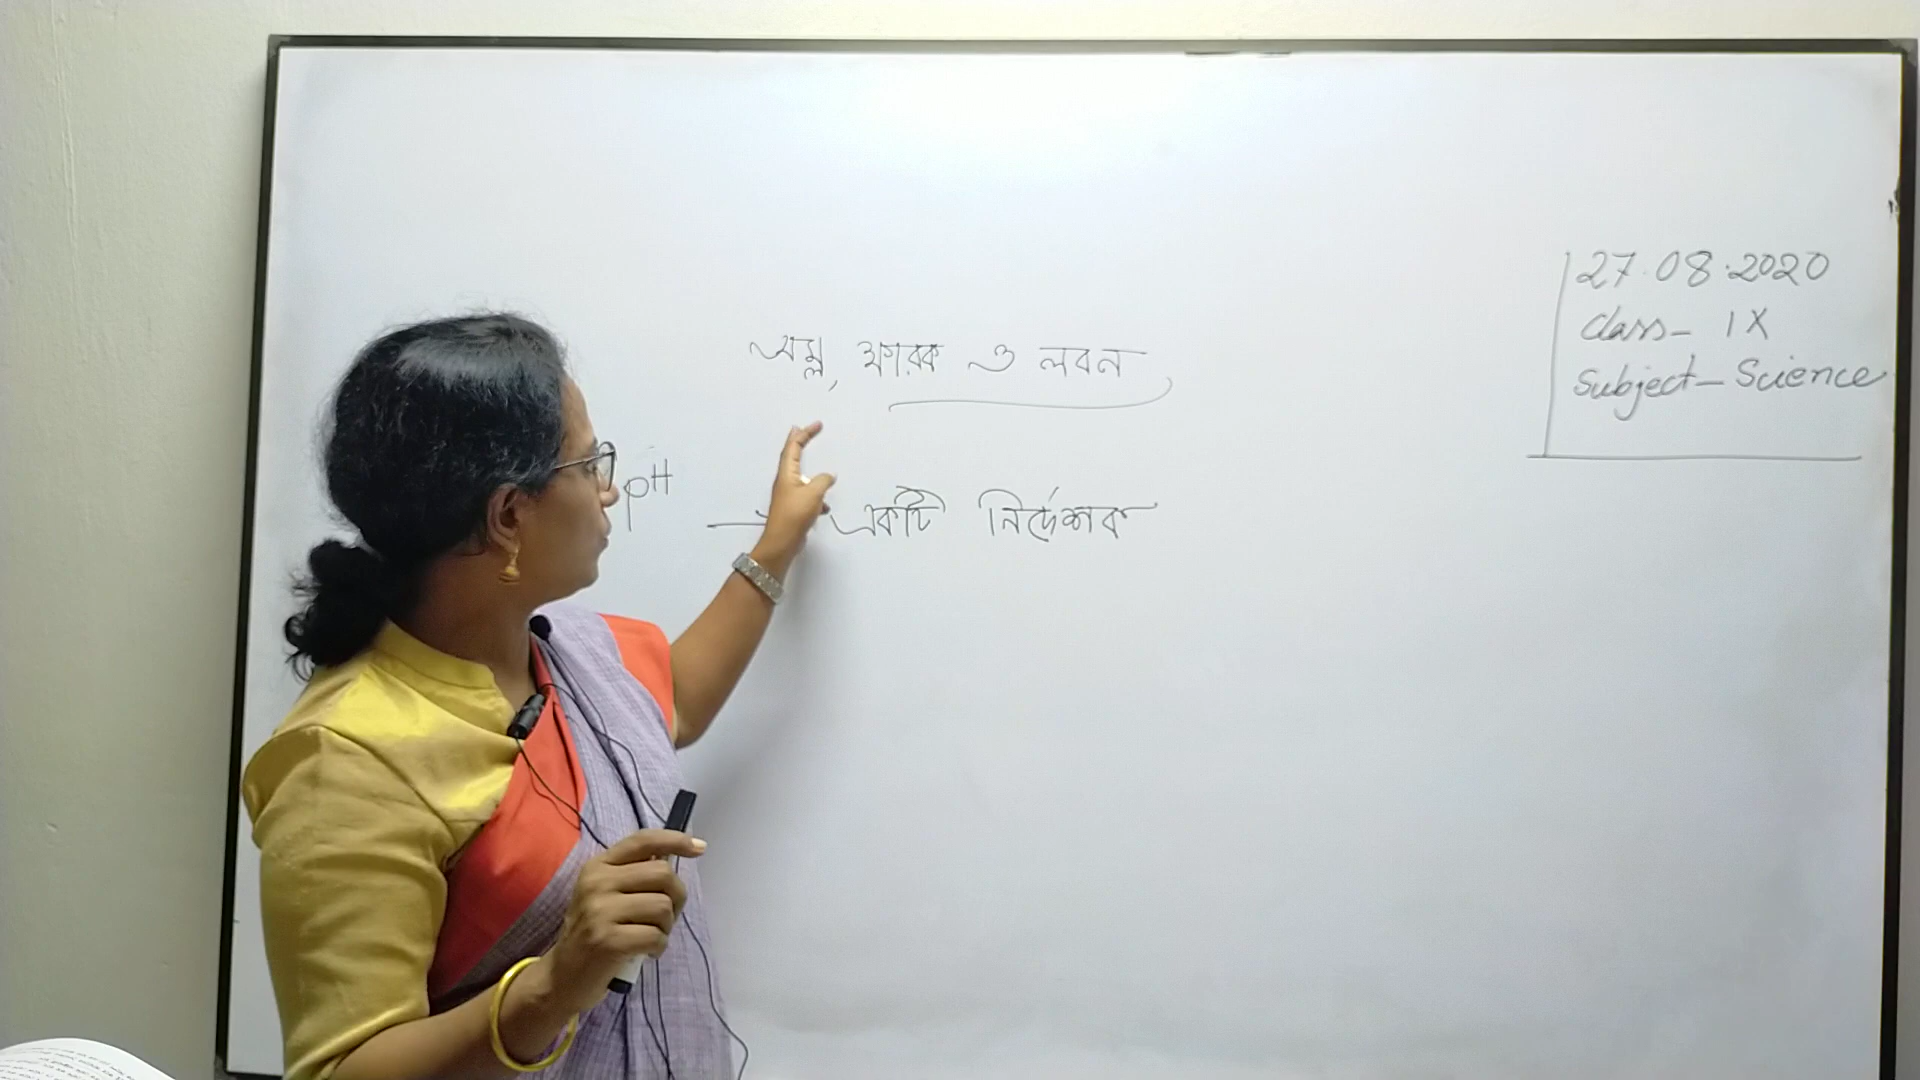 অম্ল, ক্ষারক ও লবন
pH → একটি নির্দেশক
27.08.2020
Class - IX
Subject - Science